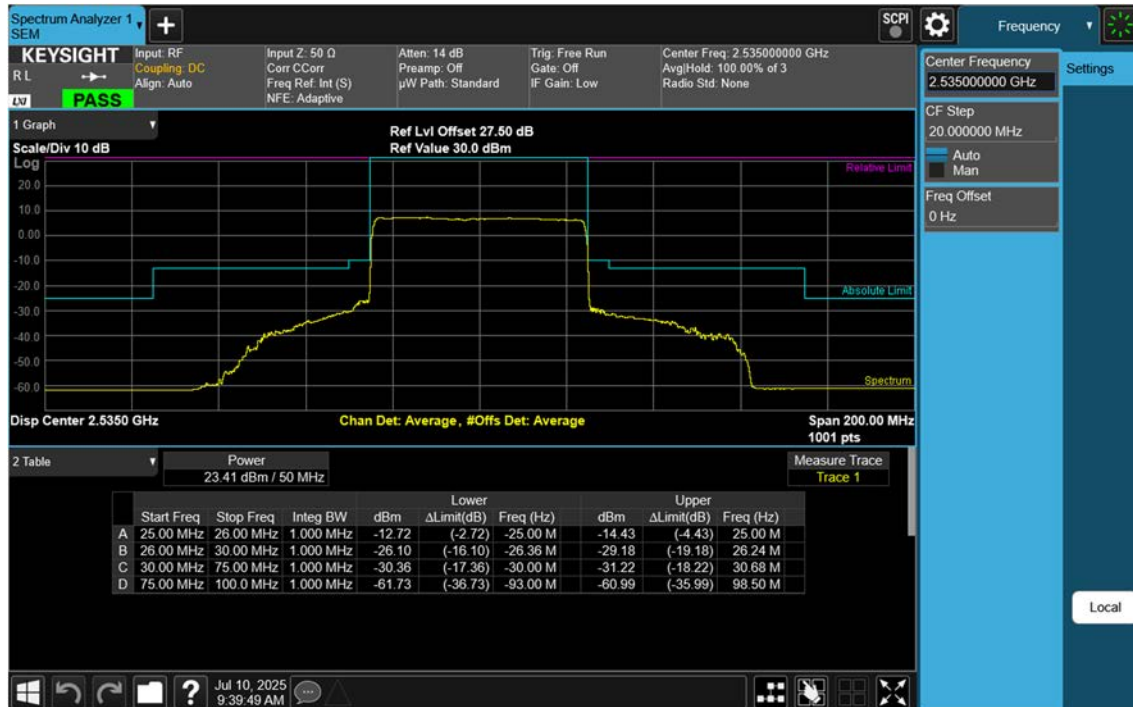 Spectrum Analyzer 1
SEM
SCPI
Frequency
KEYSIGHT
R L
LXI
PASS
Input: RF
Coupling: DC
Align: Auto
Input Z: 50 Ω
Corr CCorr
Freq Ref: Int (S)
NFE: Adaptive
Atten: 14 dB
Preamp: Off
µW Path: Standard
Trig: Free Run
Gate: Off
IF Gain: Low
Center Freq: 2.535000000 GHz
Avg|Hold: 100.00% of 3
Radio Std: None
Center Frequency
2.535000000 GHz
Settings
CF Step
20.000000 MHz
Auto
Man
Freq Offset
0 Hz
1 Graph
Scale/Div 10 dB
Ref Lvl Offset 27.50 dB
Ref Value 30.0 dBm
Log
Relative Limit
20.0
10.0
0.00
-10.0
-20.0
Absolute Limit
-30.0
-40.0
-50.0
Spectrum
-60.0
Disp Center 2.5350 GHz
Chan Det: Average, #Offs Det: Average
Span 200.00 MHz
1001 pts
2 Table
Power
23.41 dBm / 50 MHz
Measure Trace
Trace 1
Lower Upper
Start Freq Stop Freq Integ BW dBm ΔLimit(dB) Freq (Hz) dBm ΔLimit(dB) Freq (Hz)
A 25.00 MHz 26.00 MHz 1.000 MHz -12.72 (-2.72) -25.00 M -14.43 (-4.43) 25.00 M
B 26.00 MHz 30.00 MHz 1.000 MHz -26.10 (-16.10) -26.36 M -29.18 (-19.18) 26.24 M
C 30.00 MHz 75.00 MHz 1.000 MHz -30.36 (-17.36) -30.00 M -31.22 (-18.22) 30.68 M
D 75.00 MHz 100.0 MHz 1.000 MHz -61.73 (-36.73) -93.00 M -60.99 (-35.99) 98.50 M
Local
?
Jul 10, 2025
9:39:49 AM